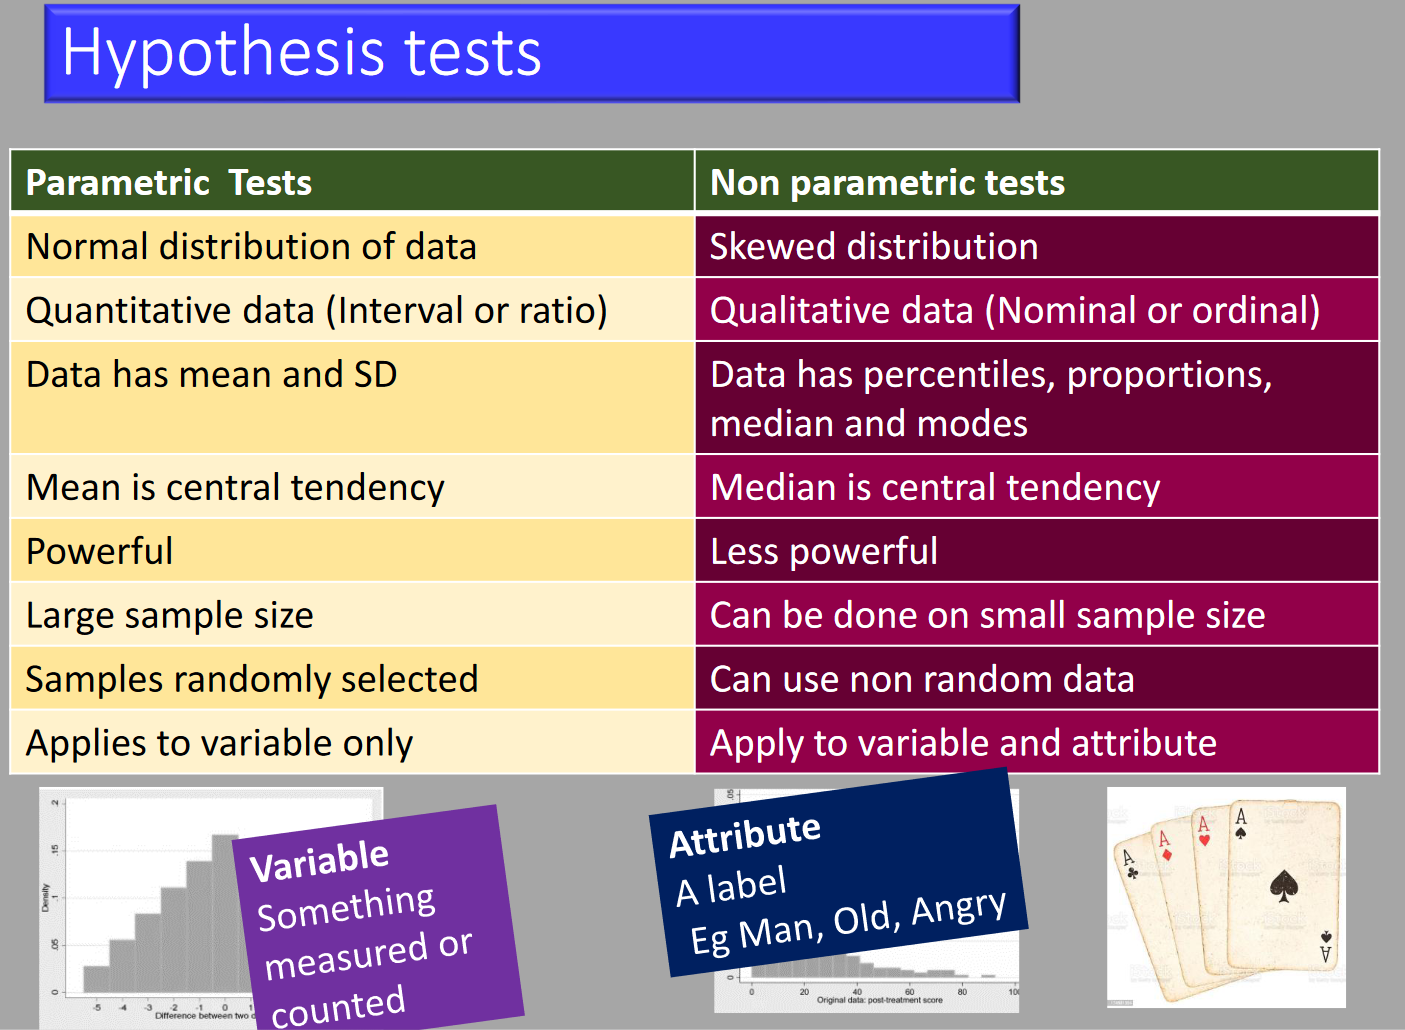 Hypothesis tests
Parametric  Tests
Non parametric tests
Normal distribution of data
Skewed distribution
Quantitative data (Interval or ratio)
Qualitative data (Nominal or ordinal)
Data has mean and SD
Data has percentiles, proportions,
median and modes
Mean is central tendency
Median is central tendency
Powerful
Less powerful
Large sample size
Can be done on small sample size
Samples randomly selected
Can use non random data
Applies to variable only
Apply to variable and attribute
.2
.15
.1
.05
0
Density
-5 -4 -3 -2 -1 0 1
Difference between two
Variable
Something
measured or
counted
.05
0
Attribute
A label
Eg Man, Old, Angry
0 20 40 60 80
Original data: post-treatment score
A
A
A
A
A